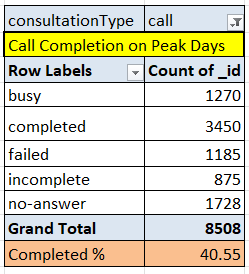 consultationType call
Call Completion on Peak Days
Row Labels Count of _id
busy 1270
completed 3450
failed 1185
incomplete 875
no-answer 1728
Grand Total 8508
Completed % 40.55